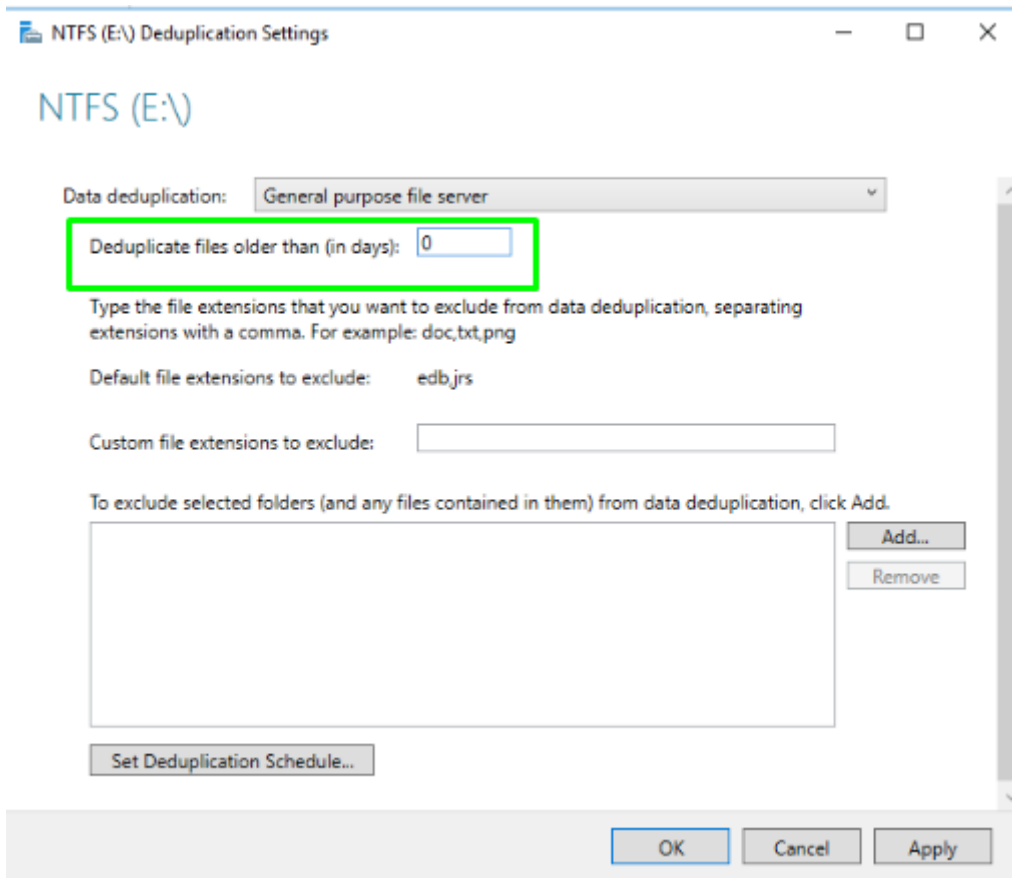 NTFS (E:\) Deduplication Settings
NTFS (E:\)
Data deduplication: General purpose file server
Deduplicate files older than (in days): 0
Type the file extensions that you want to exclude from data deduplication, separating
extensions with a comma. For example: doc,txt,png
Default file extensions to exclude: edb,jrs
Custom file extensions to exclude:
To exclude selected folders (and any files contained in them) from data deduplication, click Add.
Add...
Remove
Set Deduplication Schedule...
OK Cancel Apply